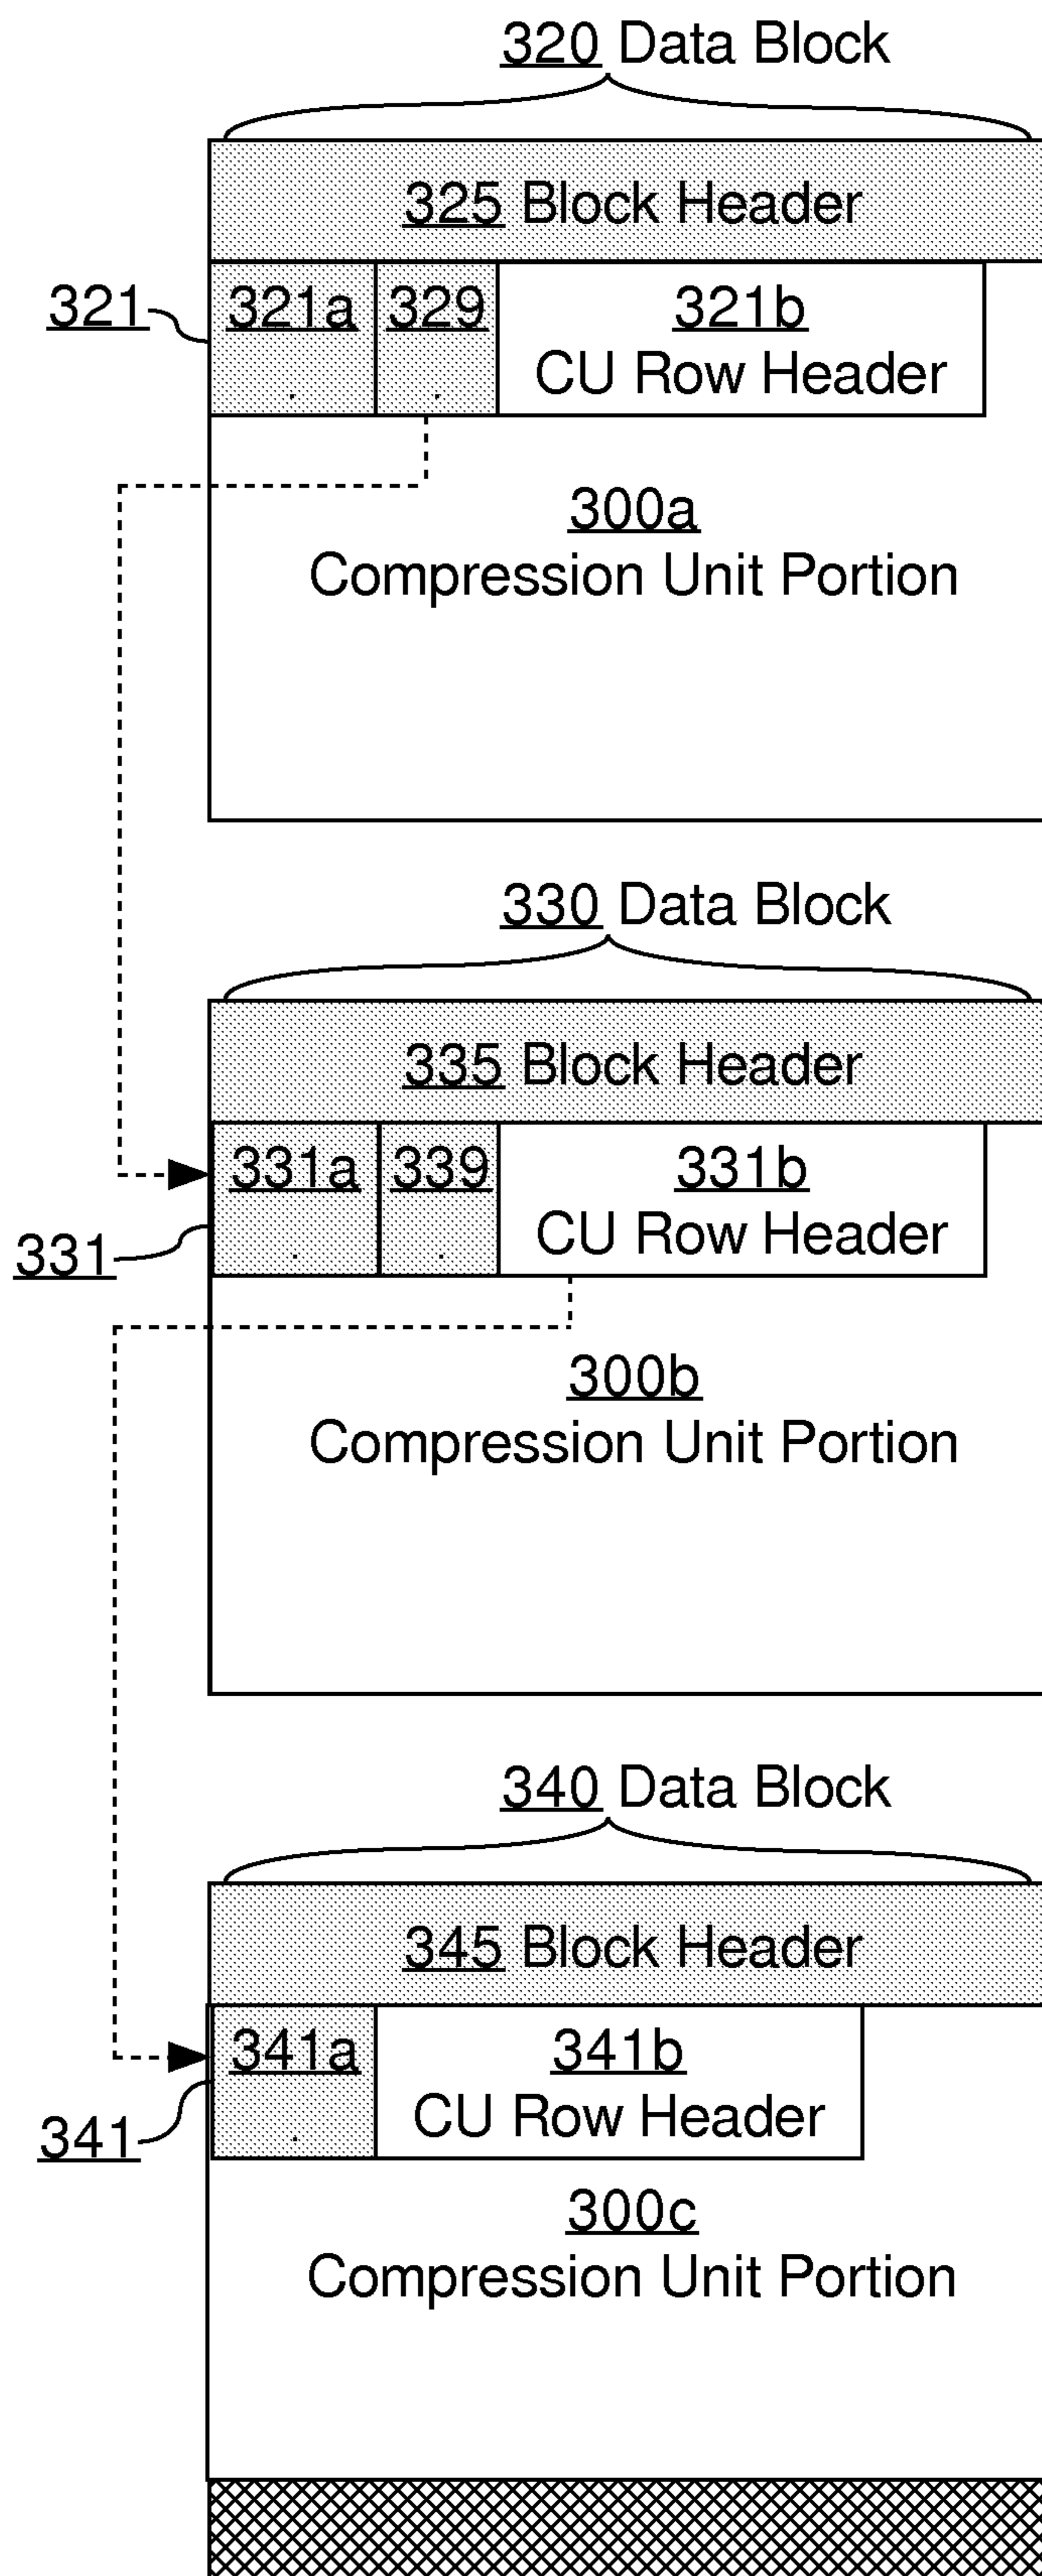 320 Data Block
325 Block Header
321
321a
329
321b
CU Row Header
300a
Compression Unit Portion
330 Data Block
335 Block Header
331a
339
331b
CU Row Header
331
300b
Compression Unit Portion
340 Data Block
345 Block Header
341a
341b
CU Row Header
341
300c
Compression Unit Portion